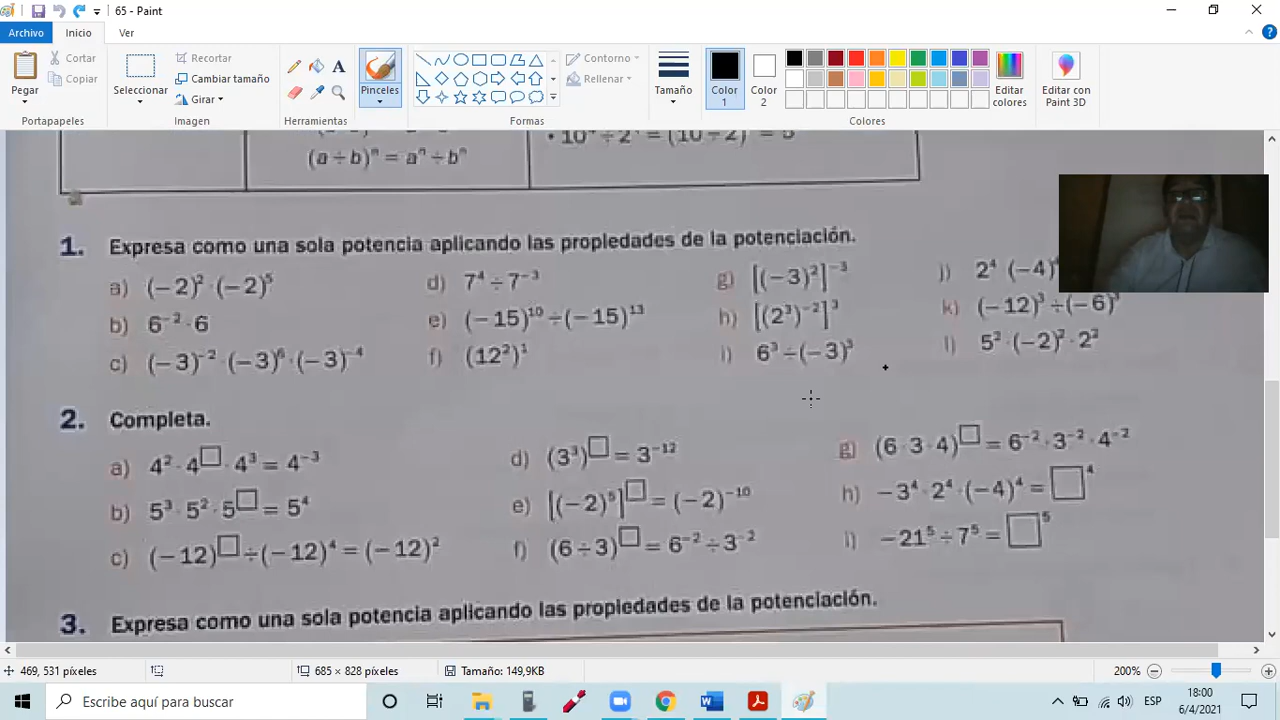 65 - Paint
Archivo Inicio Ver
Pegar
Cortar
Copiar
Portapapeles
Seleccionar
Recortar
Cambiar tamaño
Girar
Imagen
A
Herramientas
Pinceles
Contorno
Rellenar
Formas
Tamaño
Color 1
Color 2
Editar colores
Colores
Editar con Paint 3D
(a ÷ b)ⁿ = aⁿ ÷ bⁿ
1. Expresa como una sola potencia aplicando las propiedades de la potenciación.
a) (−2)² · (−2)⁵
b) 6⁻² · 6
c) (−3)⁻² · (−3)⁶ · (−3)⁻⁴
d) 7⁴ ÷ 7⁻³
e) (−15)¹⁰ ÷ (−15)¹³
f) (12²)¹
g) [(−3)²]⁻³
h) [(2³)⁻²]³
i) 6³ ÷ (−3)³
j) 2⁴ (−4)
k) (−12)³ ÷ (−6)³
l) 5² · (−2)² · 2²
2. Completa.
a) 4² · 4□ · 4³ = 4⁻³
b) 5³ · 5² · 5□ = 5⁴
c) (−12)□ ÷ (−12)⁴ = (−12)²
d) (3³)□ = 3⁻¹²
e) [(−2)⁵]□ = (−2)⁻¹⁰
f) (6 ÷ 3)□ = 6⁻² ÷ 3⁻²
g) (6 · 3 · 4)□ = 6⁻² · 3⁻² · 4⁻²
h) −3⁴ · 2⁴ · (−4)⁴ = □⁴
i) −21⁵ ÷ 7⁵ = □⁵
3. Expresa como una sola potencia aplicando las propiedades de la potenciación.
469, 531 píxeles
685 × 828 píxeles
Tamaño: 149,9KB
200%
Escribe aquí para buscar
ESP
18:00
6/4/2021